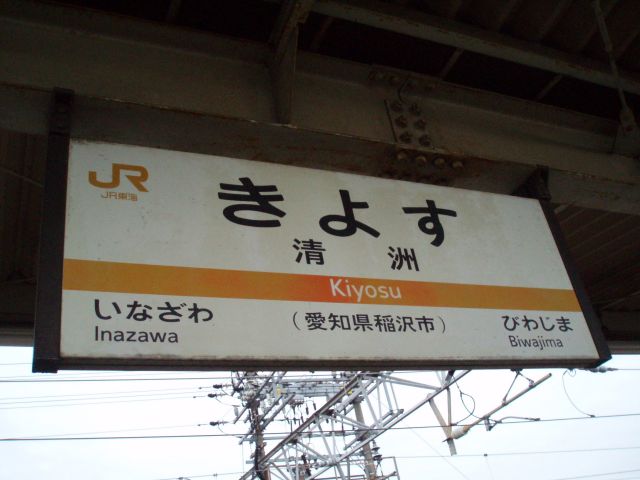 JR
JR東海
きよす
清洲
Kiyosu
いなざわ
Inazawa
（愛知県稲沢市）
びわじま
Biwajima